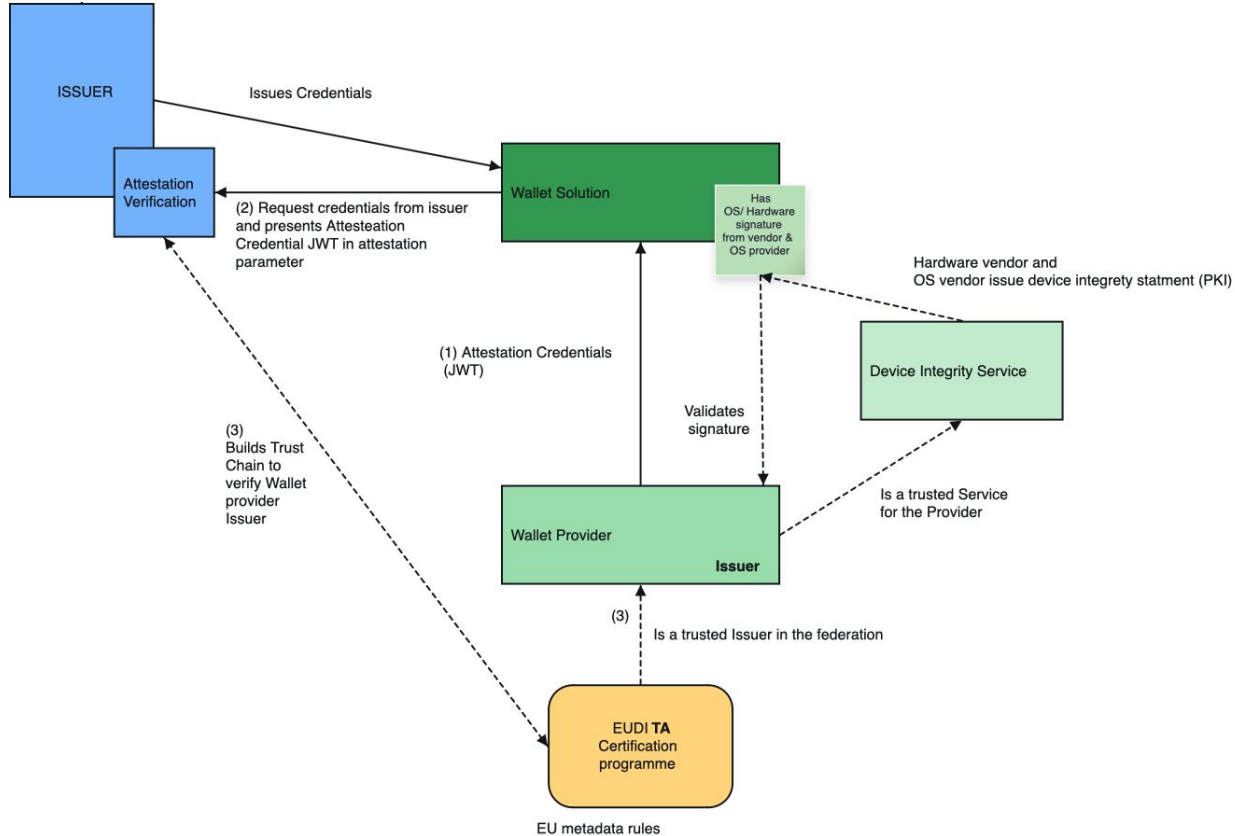 ISSUER
Issues Credentials
Attestation
Verification
Wallet Solution
(2) Request credentials from issuer
and presents Attesteation
Credential JWT in attestation
parameter
Has
OS/ Hardware
signature
from vendor &
OS provider
Hardware vendor and
OS vendor issue device integrety statment (PKI)
(1) Attestation Credentials
(JWT)
Device Integrity Service
Validates
signature
(3)
Builds Trust
Chain to
verify Wallet
provider
Issuer
Is a trusted Service
for the Provider
Wallet Provider
Issuer
(3)
Is a trusted Issuer in the federation
EUDI TA
Certification
programme
EU metadata rules